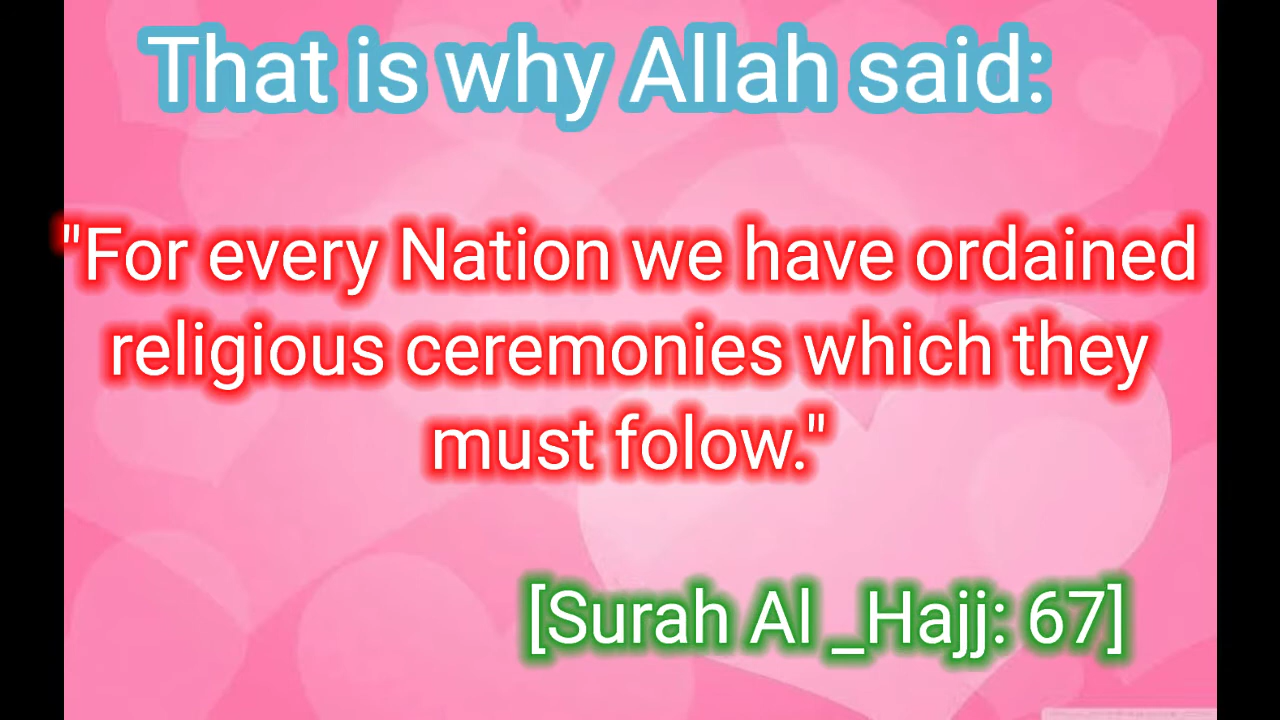 That is why Allah said:
"For every Nation we have ordained
religious ceremonies which they
must folow."
[Surah Al _Hajj: 67]